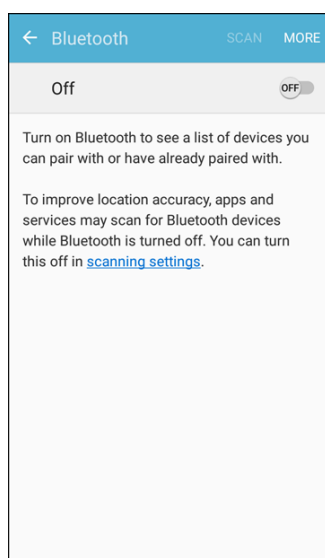 Bluetooth SCAN MORE
Off OFF
Turn on Bluetooth to see a list of devices you
can pair with or have already paired with.
To improve location accuracy, apps and
services may scan for Bluetooth devices
while Bluetooth is turned off. You can turn
this off in scanning settings.